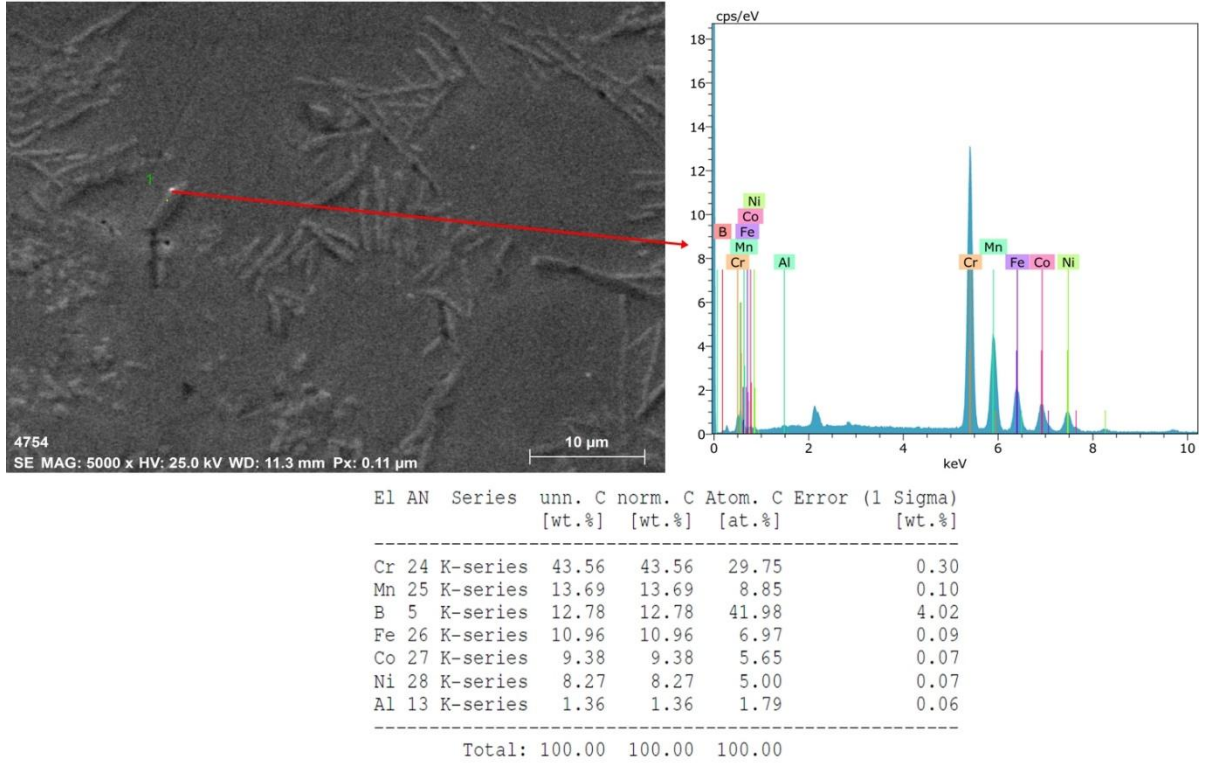 4754
SE MAG: 5000 x HV: 25.0 kV WD: 11.3 mm Px: 0.11 µm
10 µm
cps/eV
18
16
14
12
10
8
6
4
2
0
Ni
Co
B Fe
Mn Mn
Cr Al Cr Fe Co Ni
0 2 4 6 8 10
keV
El AN Series unn. C norm. C Atom. C Error (1 Sigma)
[wt.%] [wt.%] [at.%] [wt.%]
Cr 24 K-series 43.56 43.56 29.75 0.30
Mn 25 K-series 13.69 13.69 8.85 0.10
B 5 K-series 12.78 12.78 41.98 4.02
Fe 26 K-series 10.96 10.96 6.97 0.09
Co 27 K-series 9.38 9.38 5.65 0.07
Ni 28 K-series 8.27 8.27 5.00 0.07
Al 13 K-series 1.36 1.36 1.79 0.06
Total: 100.00 100.00 100.00